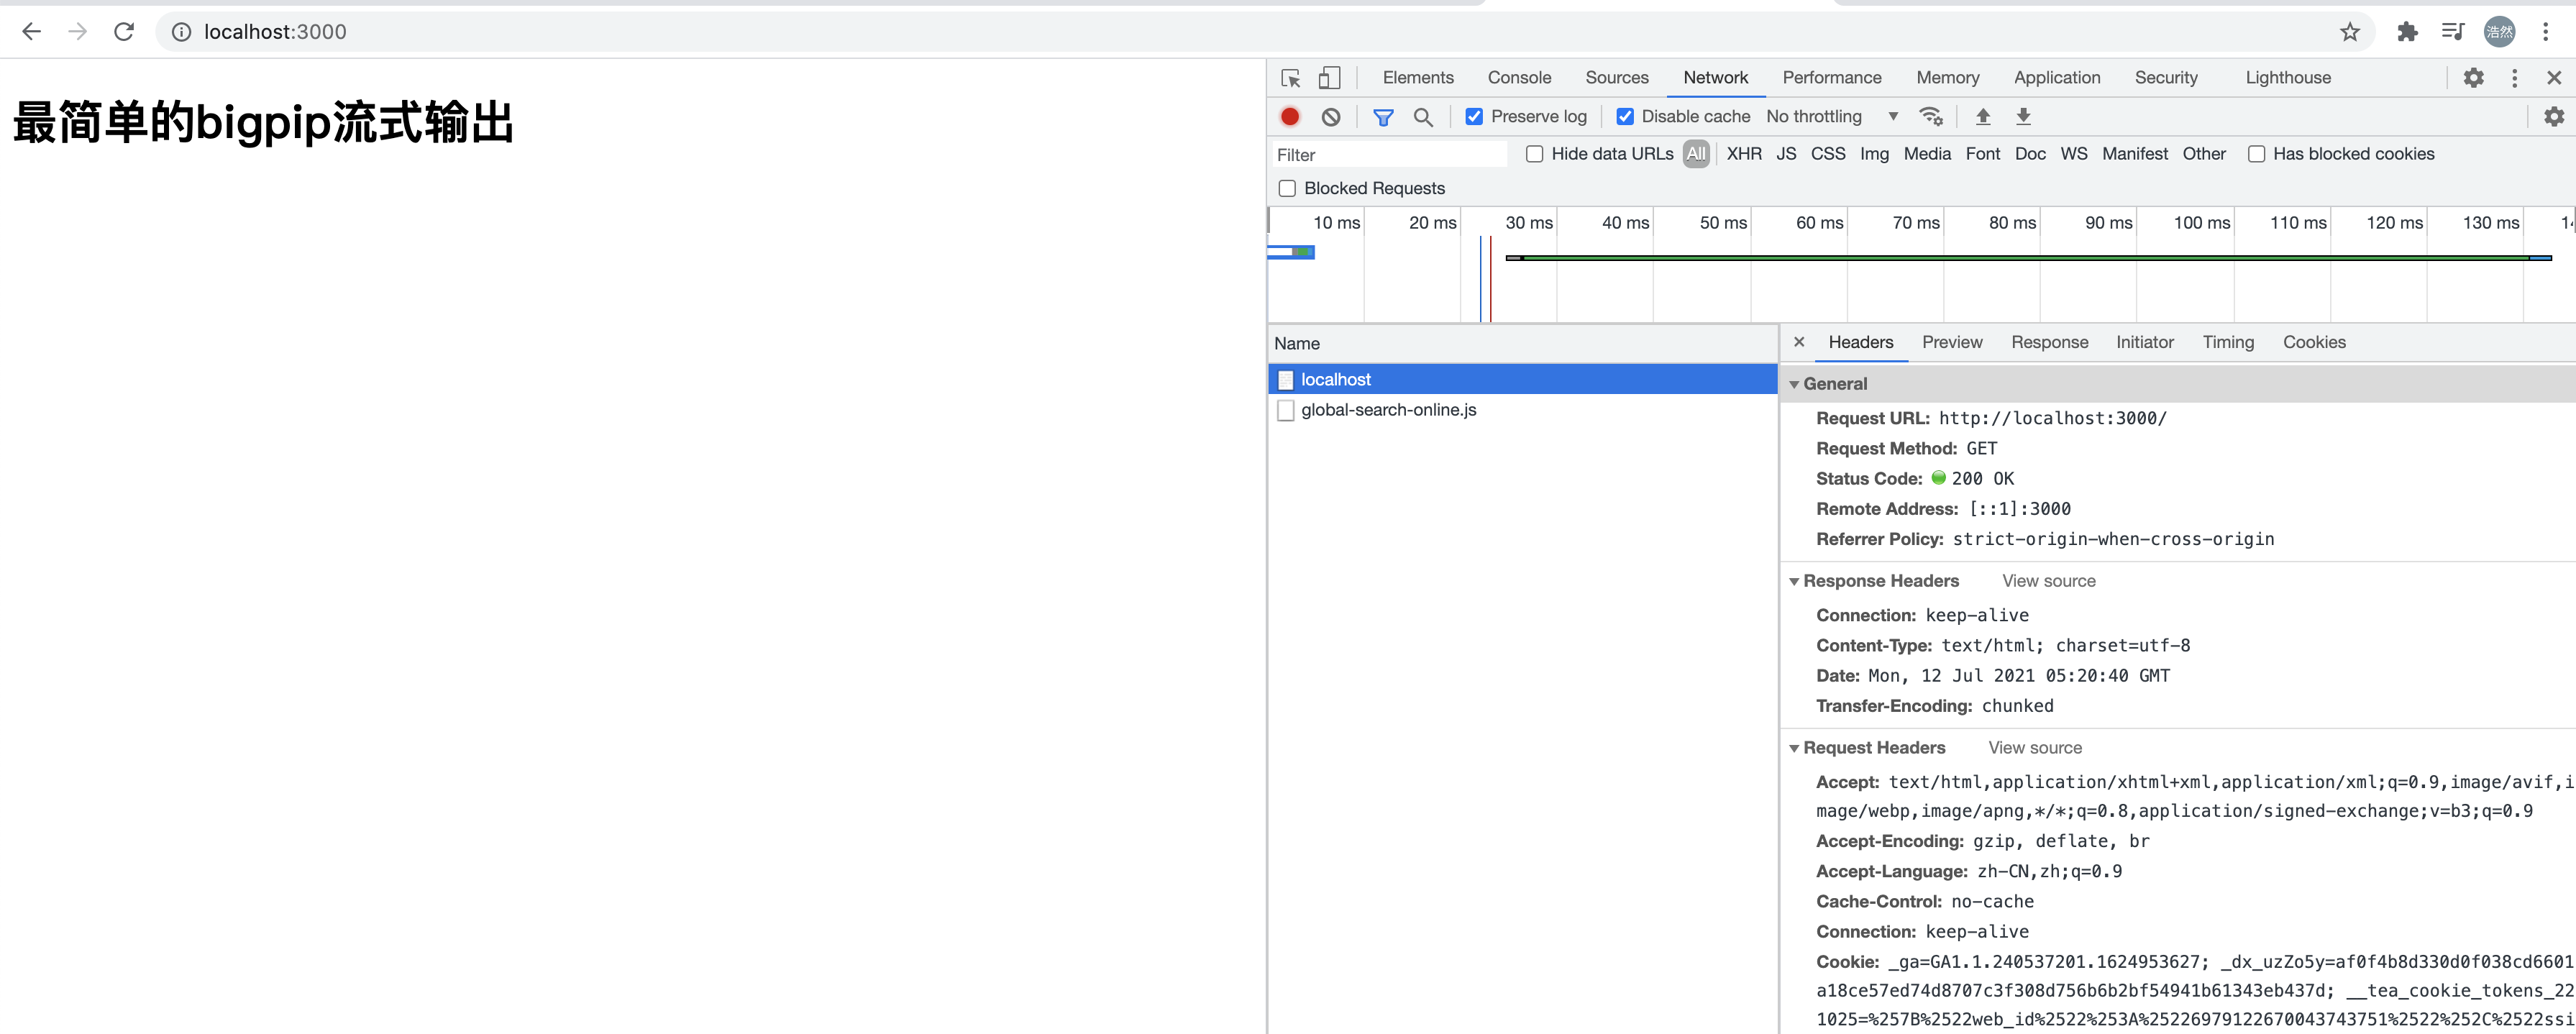 localhost:3000
浩然
最简单的bigpip流式输出
Elements Console Sources Network Performance Memory Application Security Lighthouse
Preserve log Disable cache No throttling
Filter Hide data URLs All XHR JS CSS Img Media Font Doc WS Manifest Other Has blocked cookies
Blocked Requests
10 ms 20 ms 30 ms 40 ms 50 ms 60 ms 70 ms 80 ms 90 ms 100 ms 110 ms 120 ms 130 ms
Name
localhost
global-search-online.js
Headers Preview Response Initiator Timing Cookies
General
Request URL: http://localhost:3000/
Request Method: GET
Status Code: 200 OK
Remote Address: [::1]:3000
Referrer Policy: strict-origin-when-cross-origin
Response Headers View source
Connection: keep-alive
Content-Type: text/html; charset=utf-8
Date: Mon, 12 Jul 2021 05:20:40 GMT
Transfer-Encoding: chunked
Request Headers View source
Accept: text/html,application/xhtml+xml,application/xml;q=0.9,image/avif,i
mage/webp,image/apng,*/*;q=0.8,application/signed-exchange;v=b3;q=0.9
Accept-Encoding: gzip, deflate, br
Accept-Language: zh-CN,zh;q=0.9
Cache-Control: no-cache
Connection: keep-alive
Cookie: _ga=GA1.1.240537201.1624953627; _dx_uzZo5y=af0f4b8d330d0f038cd6601
a18ce57ed74d8707c3f308d756b6b2bf54941b61343eb437d; __tea_cookie_tokens_22
1025=%257B%2522web_id%2522%253A%25226979122670043743751%2522%252C%2522ssi